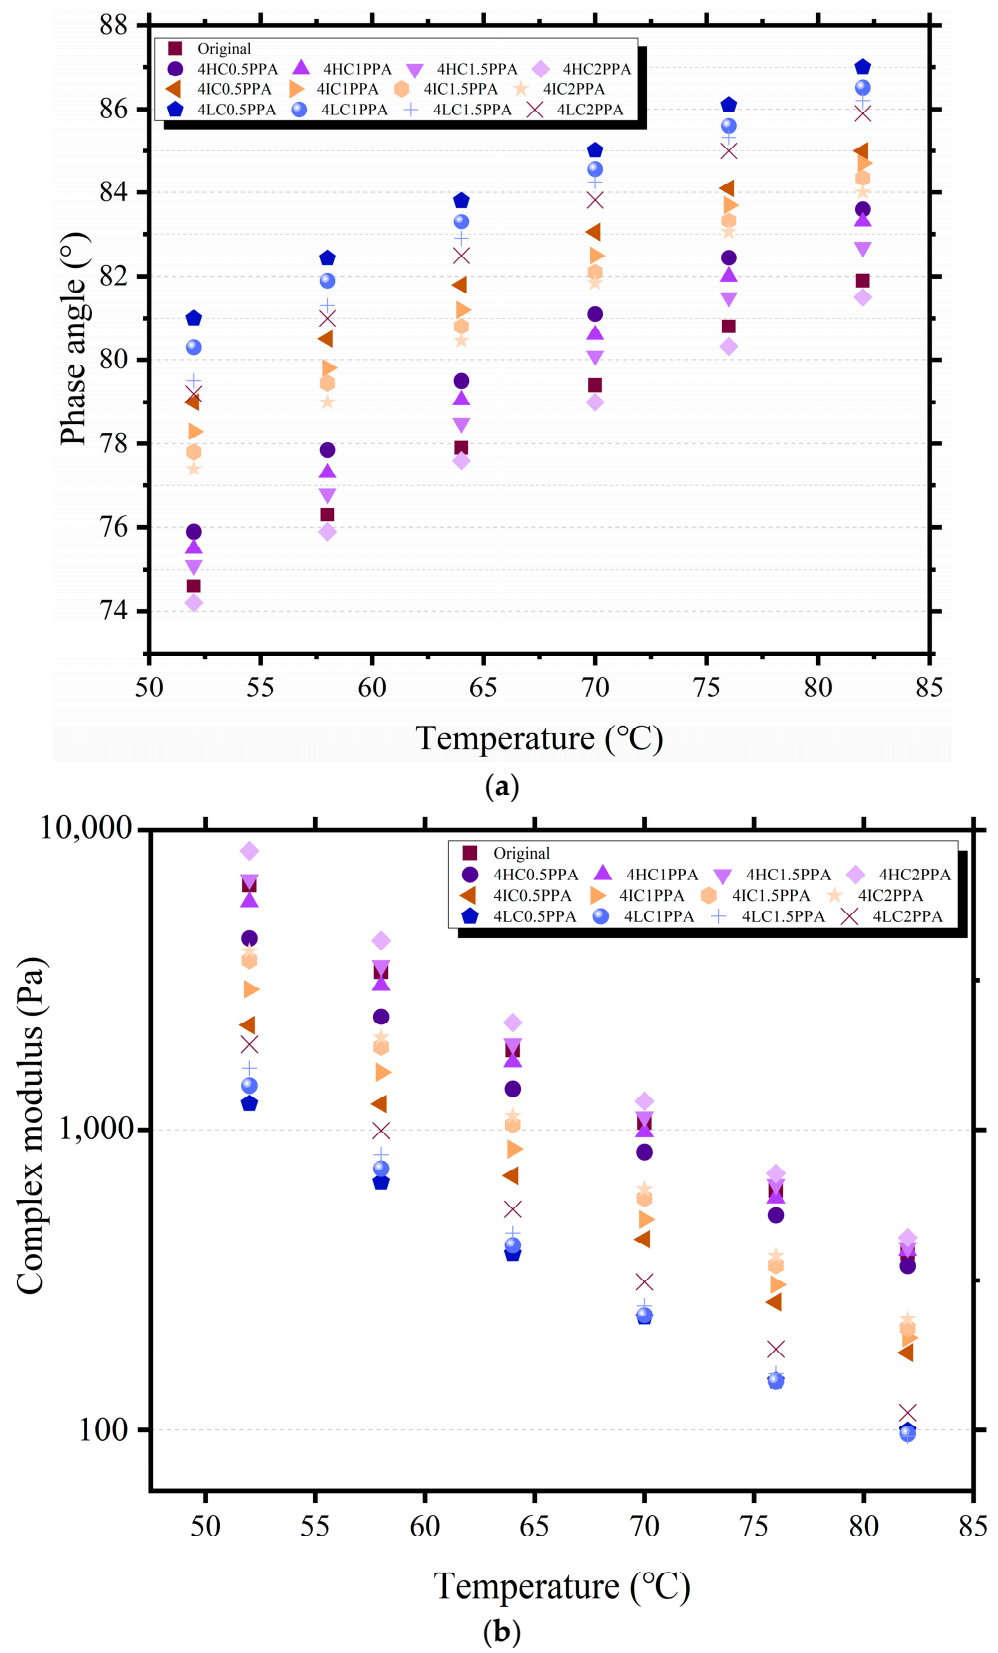 88
86
84
82
80
78
76
74
Phase angle (°)
Original
4HC0.5PPA 4HC1PPA 4HC1.5PPA 4HC2PPA
4IC0.5PPA 4IC1PPA 4IC1.5PPA 4IC2PPA
4LC0.5PPA 4LC1PPA 4LC1.5PPA 4LC2PPA
50 55 60 65 70 75 80 85
Temperature (℃)
(a)
10,000
1,000
100
Complex modulus (Pa)
Original
4HC0.5PPA 4HC1PPA 4HC1.5PPA 4HC2PPA
4IC0.5PPA 4IC1PPA 4IC1.5PPA 4IC2PPA
4LC0.5PPA 4LC1PPA 4LC1.5PPA 4LC2PPA
50 55 60 65 70 75 80 85
Temperature (℃)
(b)